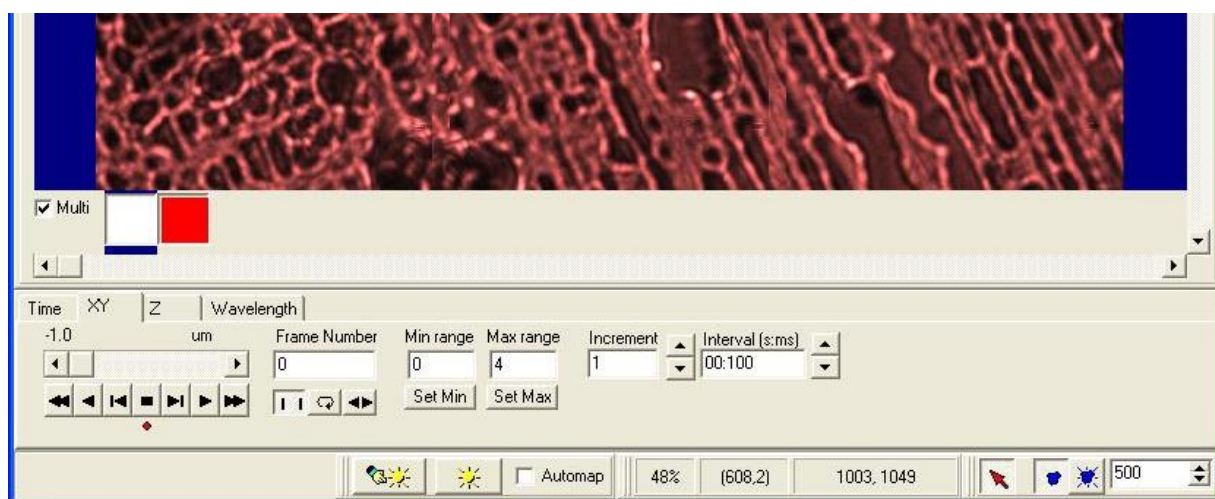 Multi
Time XY Z Wavelength
-1.0 um Frame Number Min range Max range Increment Interval (s:ms)
0 0 4 1 00:100
Set Min Set Max
Automap 48% (608,2) 1003, 1049 500